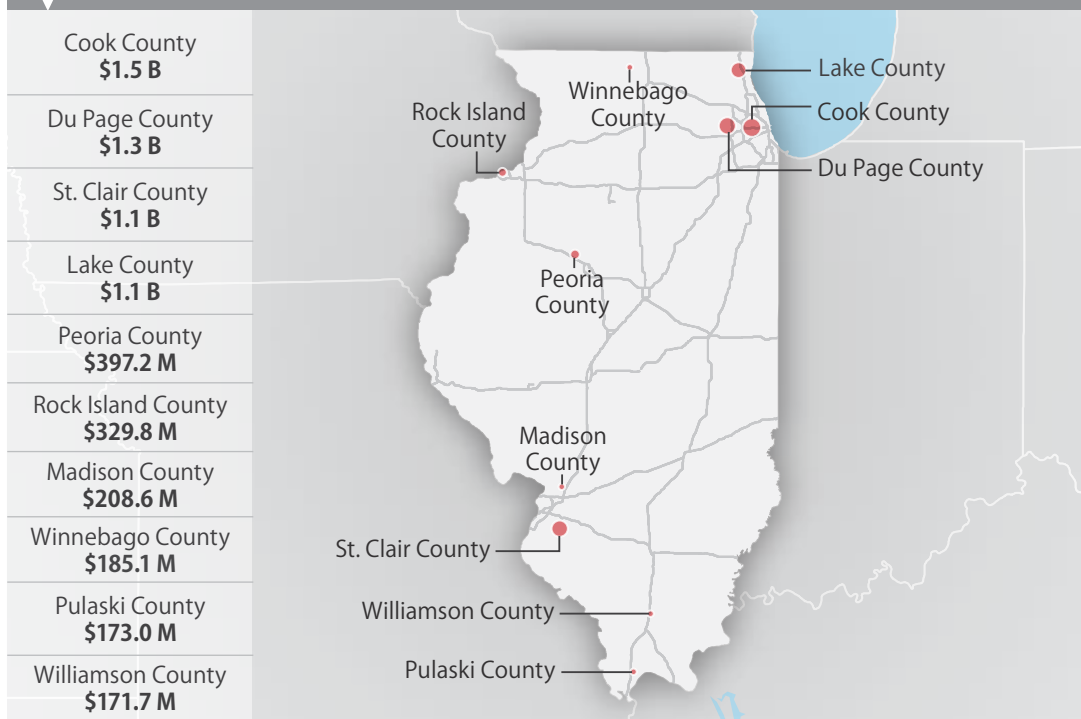 Cook County
$1.5 B
Du Page County
$1.3 B
St. Clair County
$1.1 B
Lake County
$1.1 B
Peoria County
$397.2 M
Rock Island County
$329.8 M
Madison County
$208.6 M
Winnebago County
$185.1 M
Pulaski County
$173.0 M
Williamson County
$171.7 M
Lake County
Winnebago
County
Rock Island
County
Cook County
Du Page County
Peoria
County
Madison
County
St. Clair County
Williamson County
Pulaski County